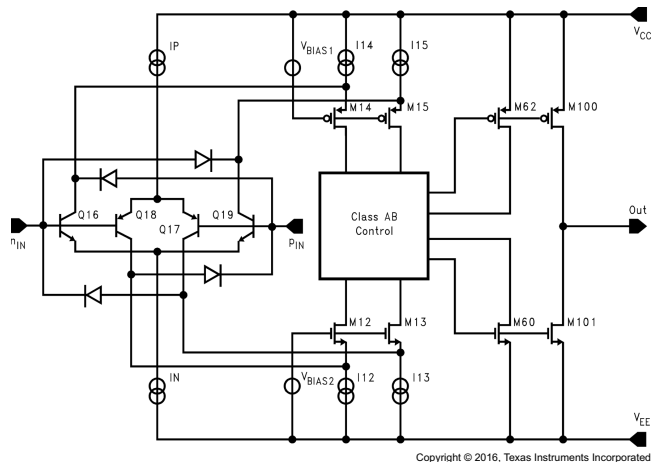 VCC
IP
VBIAS1
I14
I15
M14
M15
M62
M100
Class AB
Control
Q16
Q18
Q17
Q19
nIN
PIN
Out
M12
M13
M60
M101
IN
VBIAS2
I12
I13
VEE
Copyright © 2016, Texas Instruments Incorporated